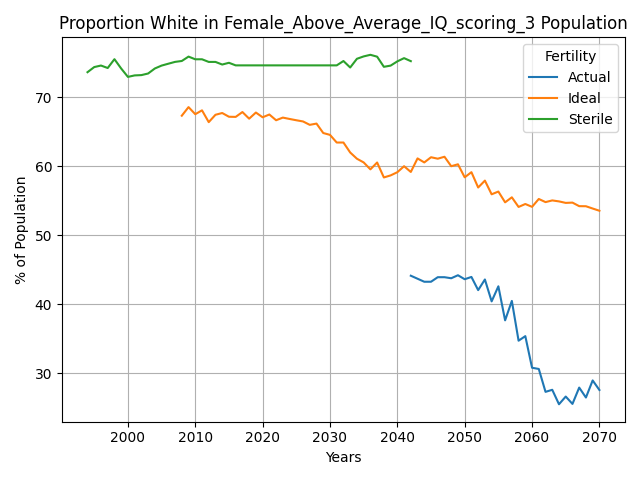 Proportion White in Female_Above_Average_IQ_scoring_3 Population
Fertility
Actual
Ideal
Sterile
% of Population
70
60
50
40
30
2000 2010 2020 2030 2040 2050 2060 2070
Years